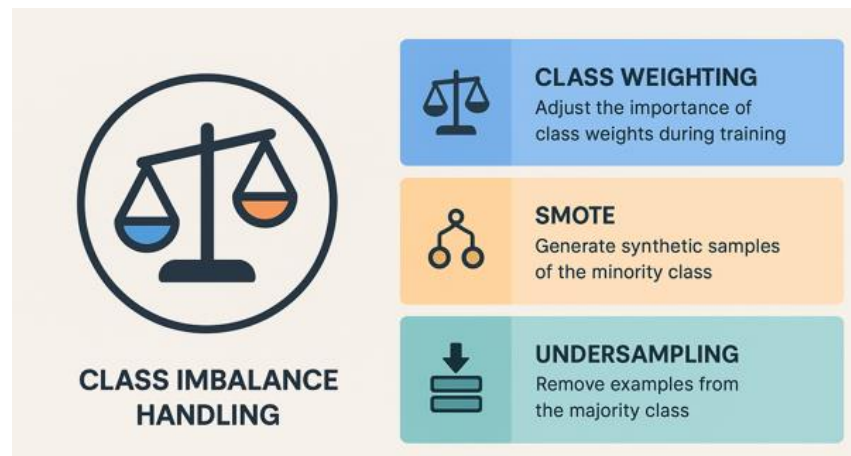 CLASS IMBALANCE
HANDLING
CLASS WEIGHTING
Adjust the importance of
class weights during training
SMOTE
Generate synthetic samples
of the minority class
UNDERSAMPLING
Remove examples from
the majority class